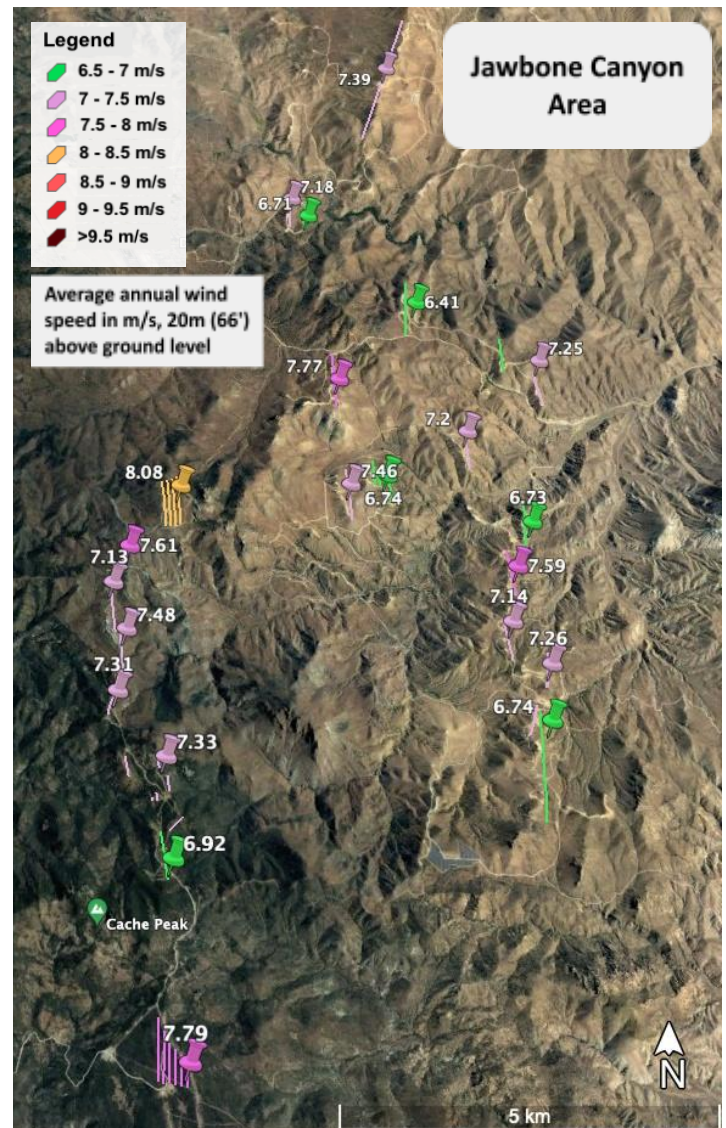 Legend
6.5 - 7 m/s
7 - 7.5 m/s
7.5 - 8 m/s
8 - 8.5 m/s
8.5 - 9 m/s
9 - 9.5 m/s
>9.5 m/s
Jawbone Canyon
Area
Average annual wind
speed in m/s, 20m (66')
above ground level
7.39
7.18
6.71
6.41
7.25
7.77
7.2
7.46
6.74
8.08
6.73
7.61
7.13
7.59
7.48
7.14
7.31
7.26
6.74
7.33
6.92
Cache Peak
7.79
N
5 km